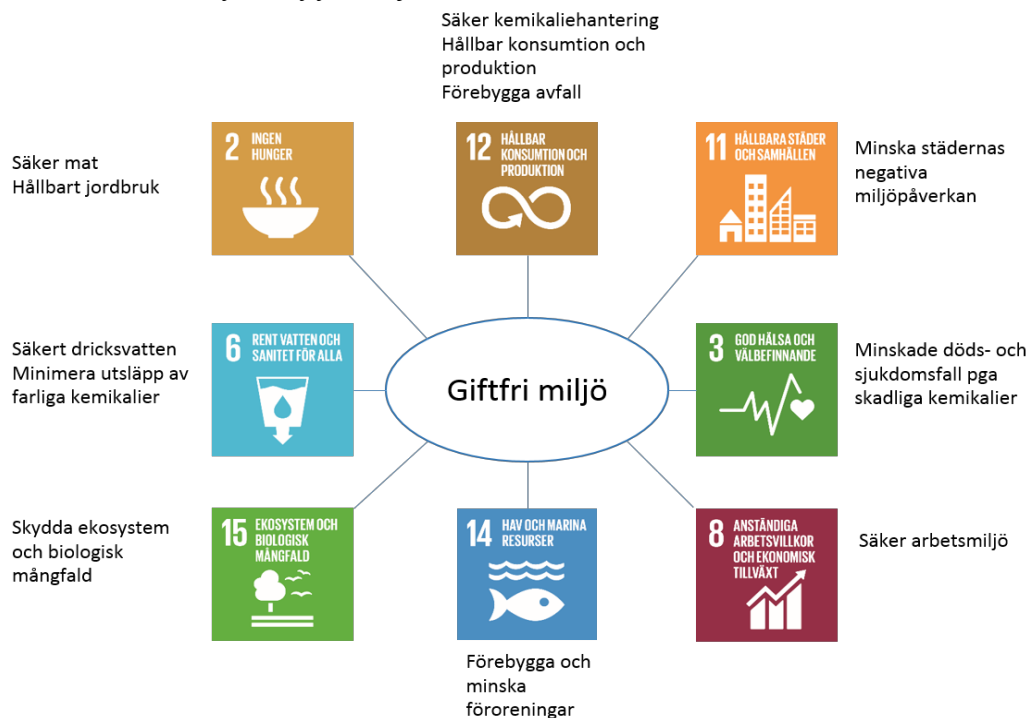 Säker kemikaliehantering
Hållbar konsumtion och
produktion
Förebygga avfall
Säker mat
Hållbart jordbruk
2 INGEN
HUNGER
12 HÅLLBAR
KONSUMTION OCH
PRODUKTION
11 HÅLLBARA STÄDER
OCH SAMHÄLLEN
Minska städernas
negativa
miljöpåverkan
Säkert dricksvatten
Minimera utsläpp av
farliga kemikalier
6 RENT VATTEN OCH
SANITET FÖR ALLA
Giftfri miljö
3 GOD HÄLSA OCH
VÄLBEFINNANDE
Minskade döds- och
sjukdomsfall pga
skadliga kemikalier
Skydda ekosystem
och biologisk
mångfald
15 EKOSYSTEM OCH
BIOLOGISK
MÅNGFALD
14 HAV OCH MARINA
RESURSER
8 ANSTÄNDIGA
ARBETSVILLKOR
OCH EKONOMISK
TILLVÄXT
Säker arbetsmiljö
Förebygga och
minska
föroreningar